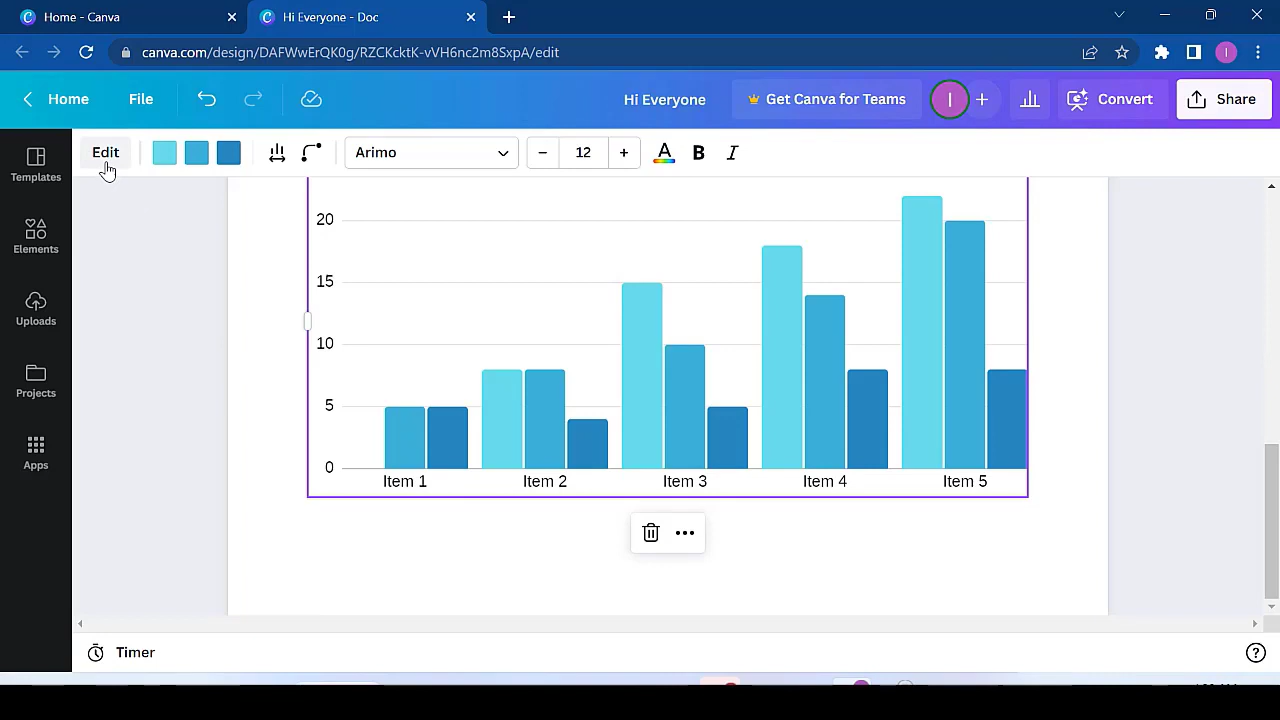 Home - Canva
Hi Everyone - Doc
canva.com/design/DAFWwErQK0g/RZCKcktK-vVH6nc2m8SxpA/edit
I
Home
File
Hi Everyone
Get Canva for Teams
I
Convert
Share
Edit
Arimo
12
A
B
I
Templates
Elements
Uploads
Projects
Apps
20
15
10
5
0
Item 1
Item 2
Item 3
Item 4
Item 5
Timer